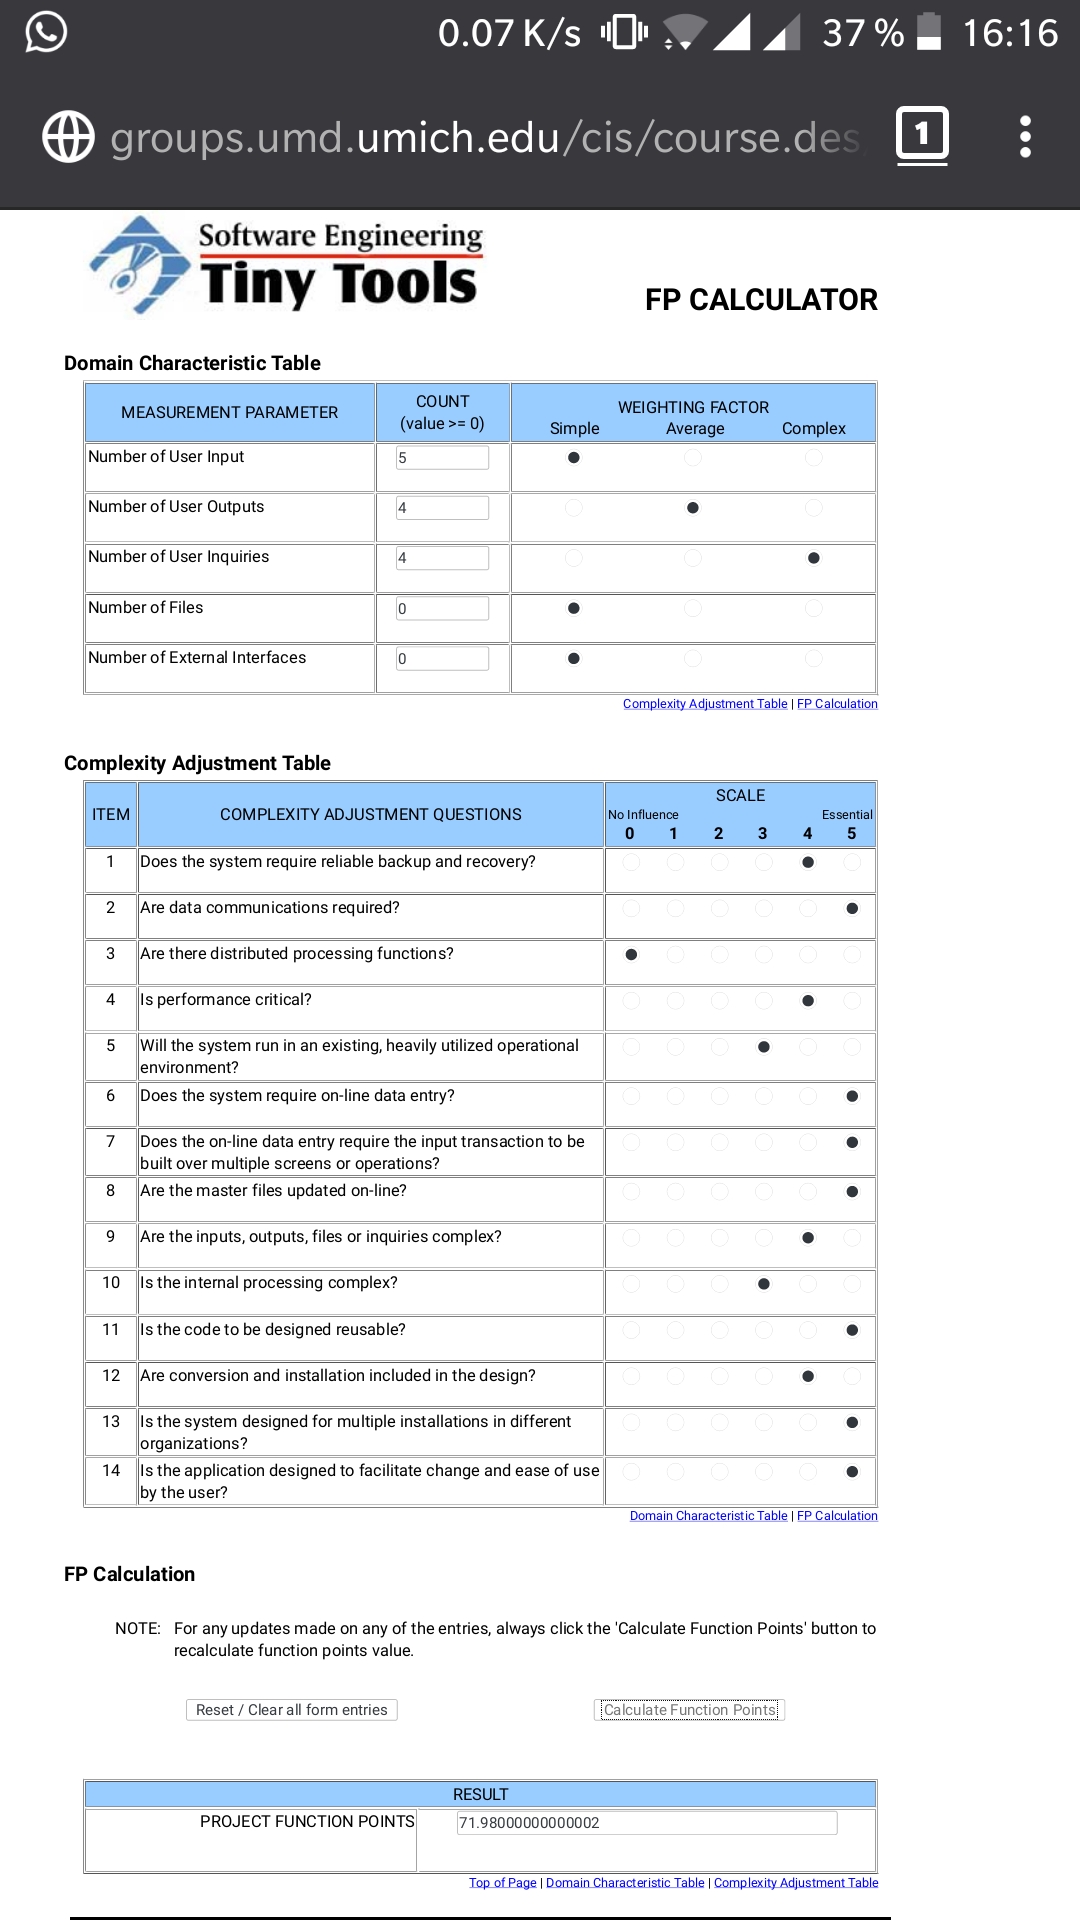 0.07 K/s 37 % 16:16
groups.umd.umich.edu/cis/course.des
1
Software Engineering
Tiny Tools
FP CALCULATOR
Domain Characteristic Table
MEASUREMENT PARAMETER COUNT (value >= 0) WEIGHTING FACTOR
Simple Average Complex
Number of User Input 5
Number of User Outputs 4
Number of User Inquiries 4
Number of Files 0
Number of External Interfaces 0
Complexity Adjustment Table | FP Calculation
Complexity Adjustment Table
ITEM COMPLEXITY ADJUSTMENT QUESTIONS SCALE
No Influence Essential
0 1 2 3 4 5
1 Does the system require reliable backup and recovery?
2 Are data communications required?
3 Are there distributed processing functions?
4 Is performance critical?
5 Will the system run in an existing, heavily utilized operational
environment?
6 Does the system require on-line data entry?
7 Does the on-line data entry require the input transaction to be
built over multiple screens or operations?
8 Are the master files updated on-line?
9 Are the inputs, outputs, files or inquiries complex?
10 Is the internal processing complex?
11 Is the code to be designed reusable?
12 Are conversion and installation included in the design?
13 Is the system designed for multiple installations in different
organizations?
14 Is the application designed to facilitate change and ease of use
by the user?
Domain Characteristic Table | FP Calculation
FP Calculation
NOTE: For any updates made on any of the entries, always click the 'Calculate Function Points' button to
recalculate function points value.
Reset / Clear all form entries Calculate Function Points
RESULT
PROJECT FUNCTION POINTS 71.98000000000002
Top of Page | Domain Characteristic Table | Complexity Adjustment Table